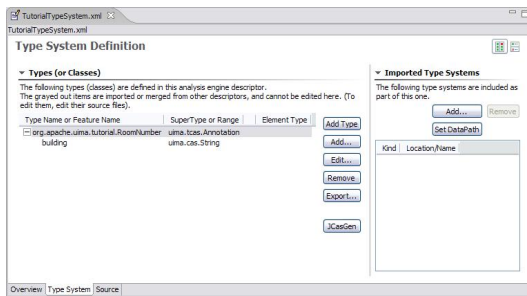 TutorialTypeSystem.xml
TutorialTypeSystem.xml
Type System Definition
Types (or Classes)
The following types (classes) are defined in this analysis engine descriptor.
The grayed out items are imported or merged from other descriptors, and cannot be edited here. (To
edit them, edit their source files).
Type Name or Feature Name SuperType or Range Element Type
org.apache.uima.tutorial.RoomNumber uima.tcas.Annotation
building uima.cas.String
Add Type
Add...
Edit...
Remove
Export...
JCasGen
Imported Type Systems
The following type systems are included as
part of this one.
Add... Remove
Set DataPath
Kind Location/Name
Overview Type System Source